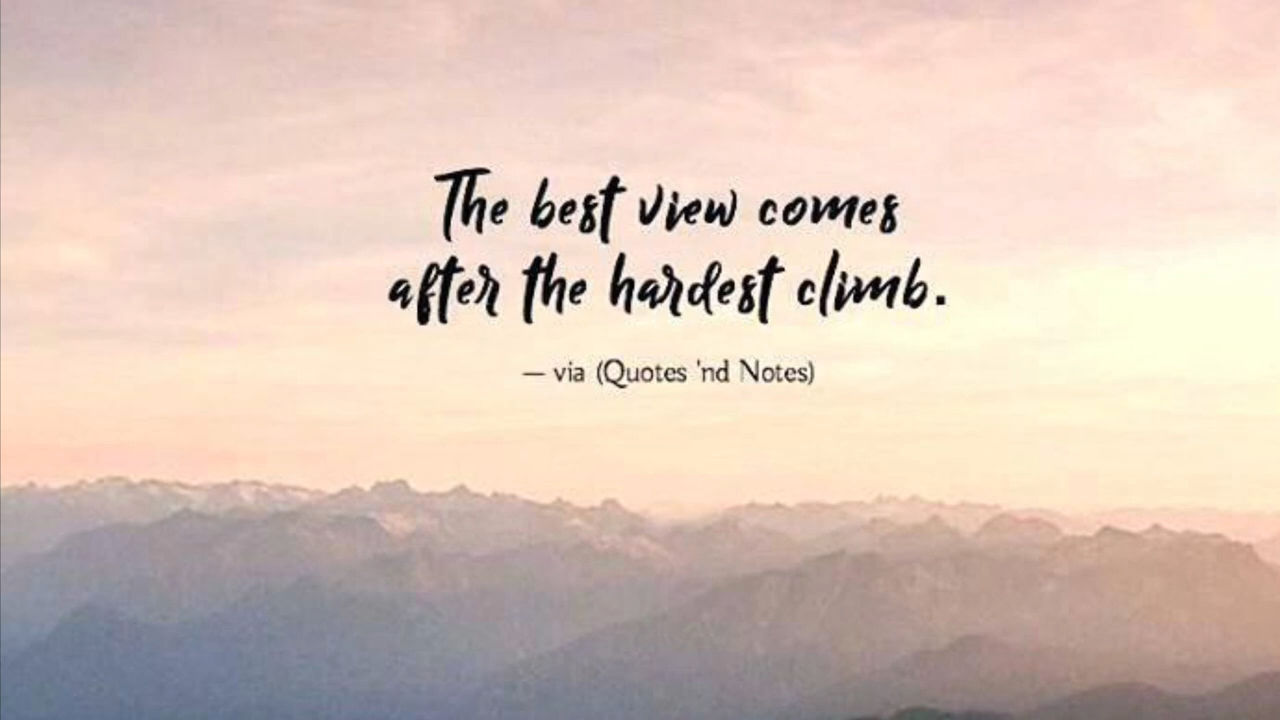 The best view comes
after the hardest climb.
— via (Quotes 'nd Notes)